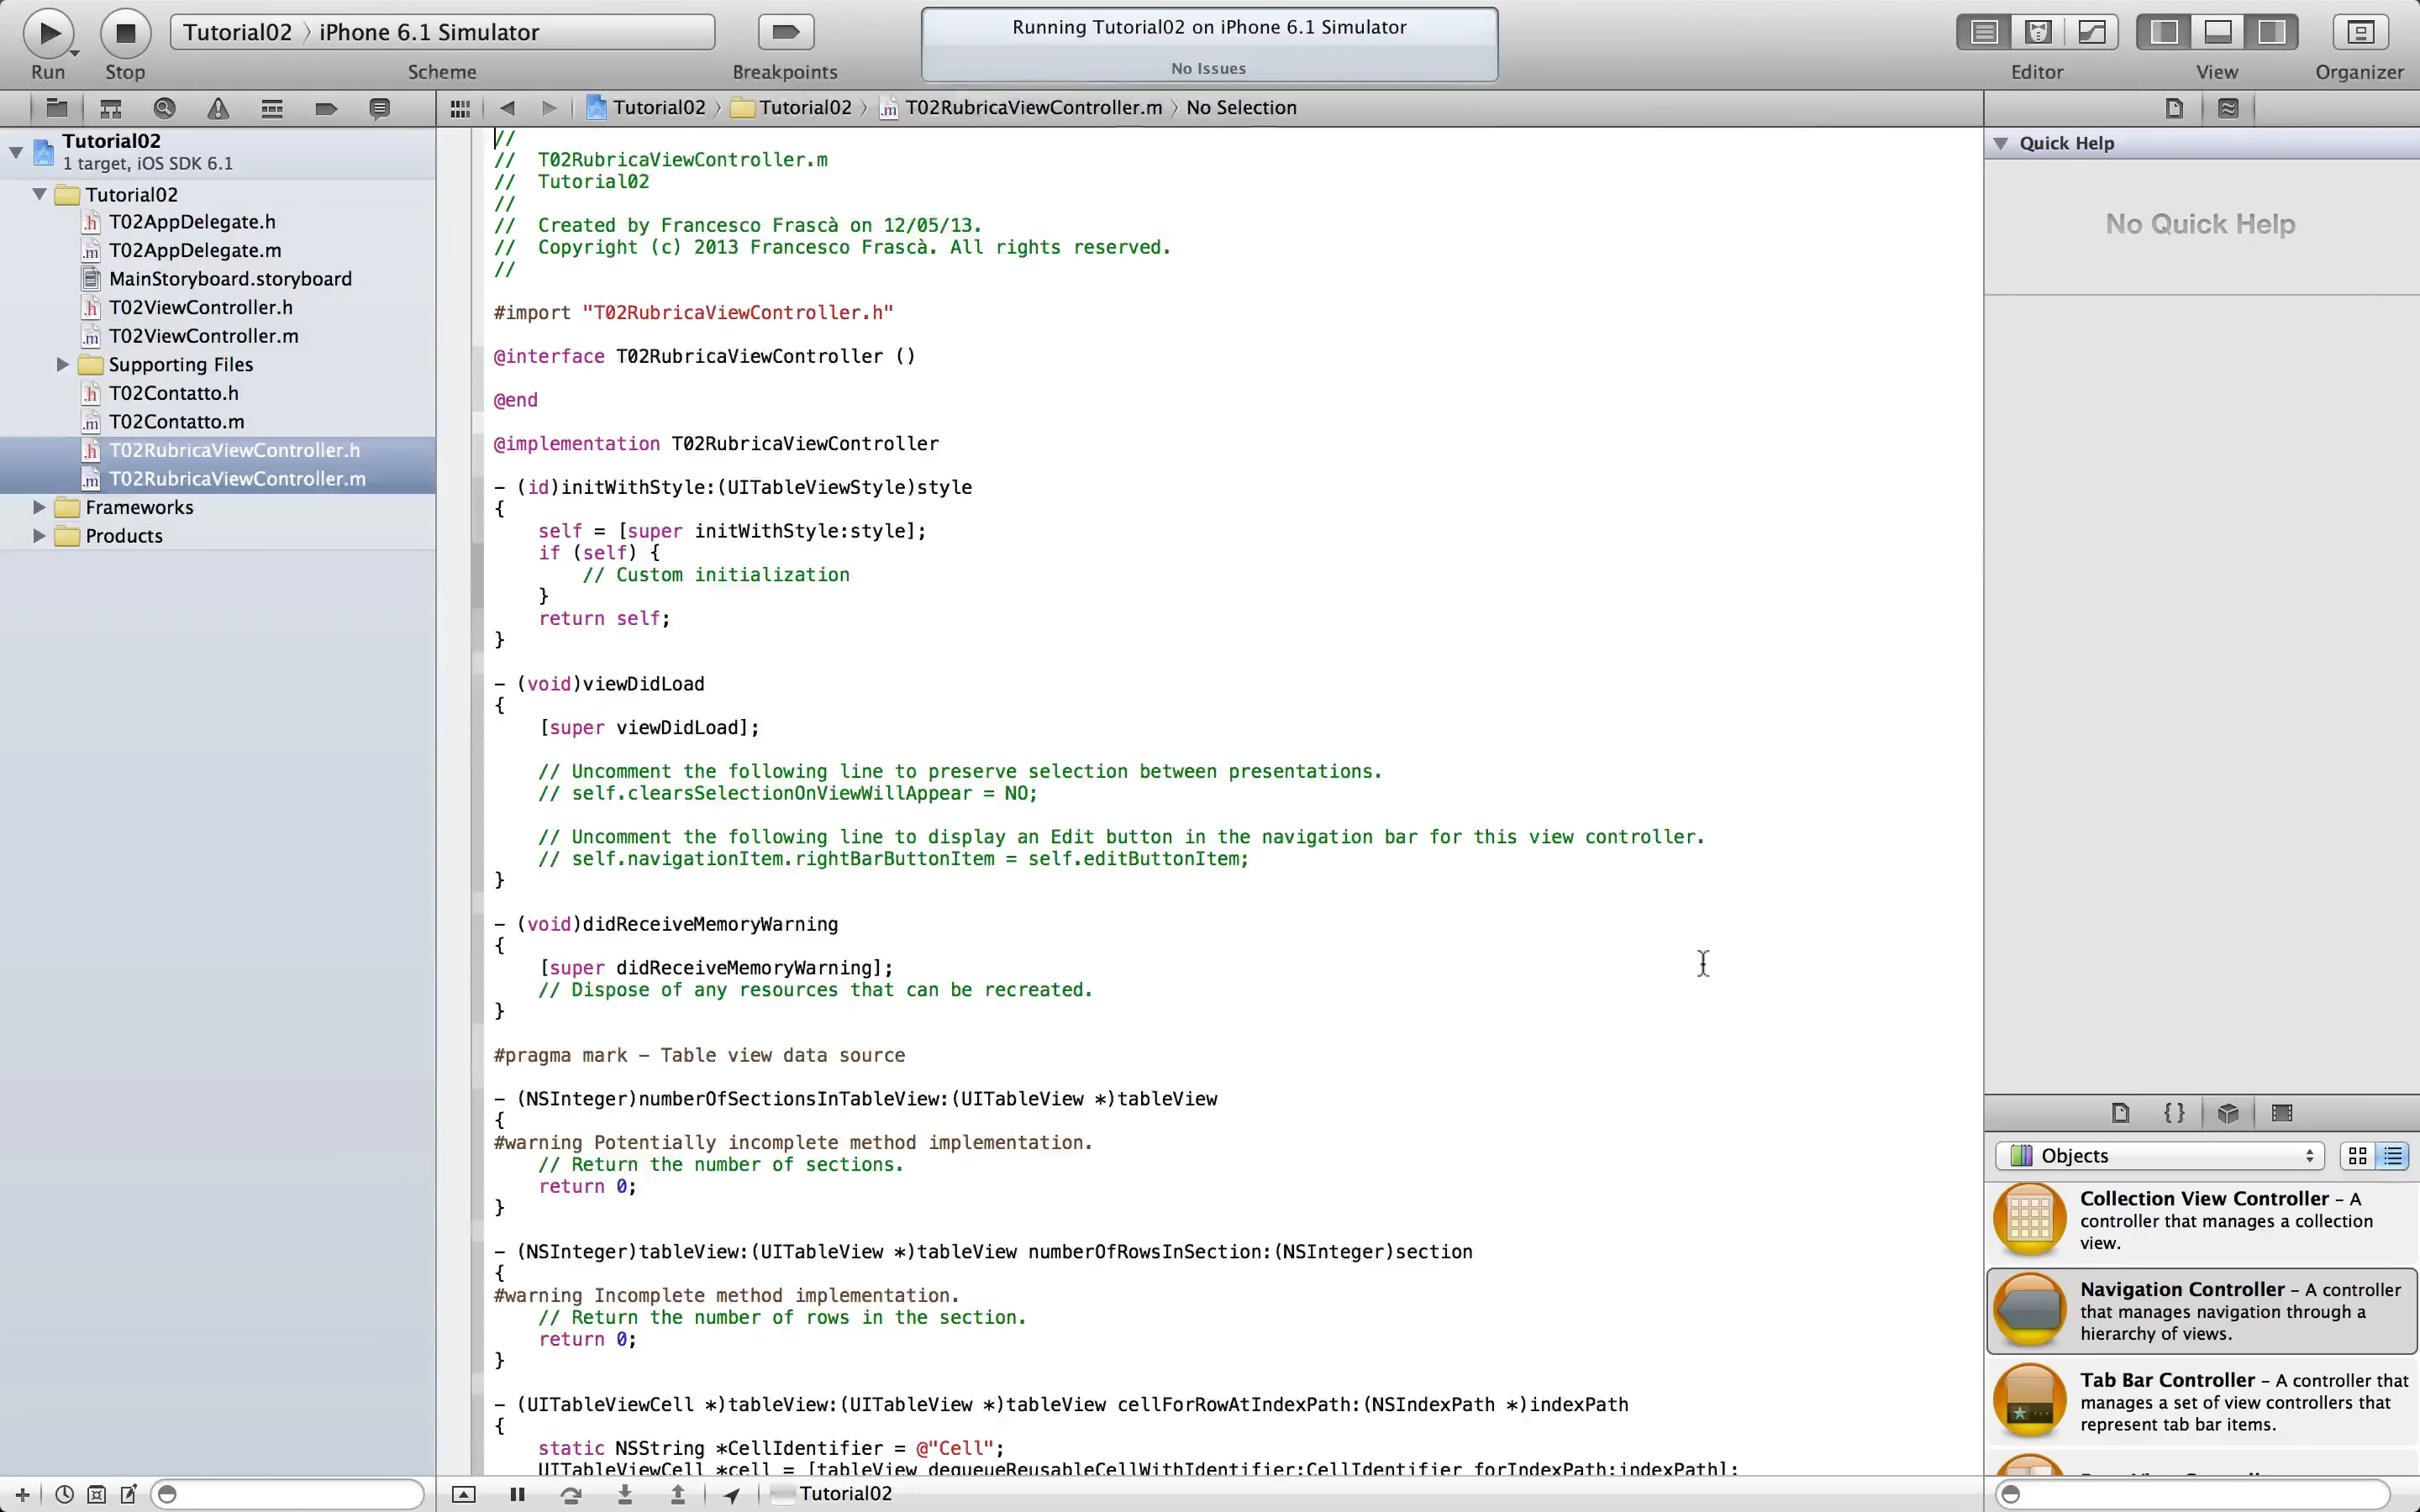 Tutorial02 〉 iPhone 6.1 Simulator
Running Tutorial02 on iPhone 6.1 Simulator
No Issues
Run
Stop
Scheme
Breakpoints
Editor
View
Organizer
Tutorial02 〉 Tutorial02 〉 T02RubricaViewController.m 〉 No Selection
Tutorial02
1 target, iOS SDK 6.1
Tutorial02
T02AppDelegate.h
T02AppDelegate.m
MainStoryboard.storyboard
T02ViewController.h
T02ViewController.m
Supporting Files
T02Contatto.h
T02Contatto.m
T02RubricaViewController.h
T02RubricaViewController.m
Frameworks
Products
//
//  T02RubricaViewController.m
//  Tutorial02
//
//  Created by Francesco Frascà on 12/05/13.
//  Copyright (c) 2013 Francesco Frascà. All rights reserved.
//
#import "T02RubricaViewController.h"
@interface T02RubricaViewController ()
@end
@implementation T02RubricaViewController
- (id)initWithStyle:(UITableViewStyle)style
{
    self = [super initWithStyle:style];
    if (self) {
        // Custom initialization
    }
    return self;
}
- (void)viewDidLoad
{
    [super viewDidLoad];
    // Uncomment the following line to preserve selection between presentations.
    // self.clearsSelectionOnViewWillAppear = NO;
    // Uncomment the following line to display an Edit button in the navigation bar for this view controller.
    // self.navigationItem.rightBarButtonItem = self.editButtonItem;
}
- (void)didReceiveMemoryWarning
{
    [super didReceiveMemoryWarning];
    // Dispose of any resources that can be recreated.
}
#pragma mark - Table view data source
- (NSInteger)numberOfSectionsInTableView:(UITableView *)tableView
{
#warning Potentially incomplete method implementation.
    // Return the number of sections.
    return 0;
}
- (NSInteger)tableView:(UITableView *)tableView numberOfRowsInSection:(NSInteger)section
{
#warning Incomplete method implementation.
    // Return the number of rows in the section.
    return 0;
}
- (UITableViewCell *)tableView:(UITableView *)tableView cellForRowAtIndexPath:(NSIndexPath *)indexPath
{
    static NSString *CellIdentifier = @"Cell";
    UITableViewCell *cell = [tableView dequeueReusableCellWithIdentifier:CellIdentifier forIndexPath:indexPath];
Tutorial02
Quick Help
No Quick Help
{ }
Objects
Collection View Controller – A
controller that manages a collection
view.
Navigation Controller – A controller
that manages navigation through a
hierarchy of views.
Tab Bar Controller – A controller that
manages a set of view controllers that
represent tab bar items.